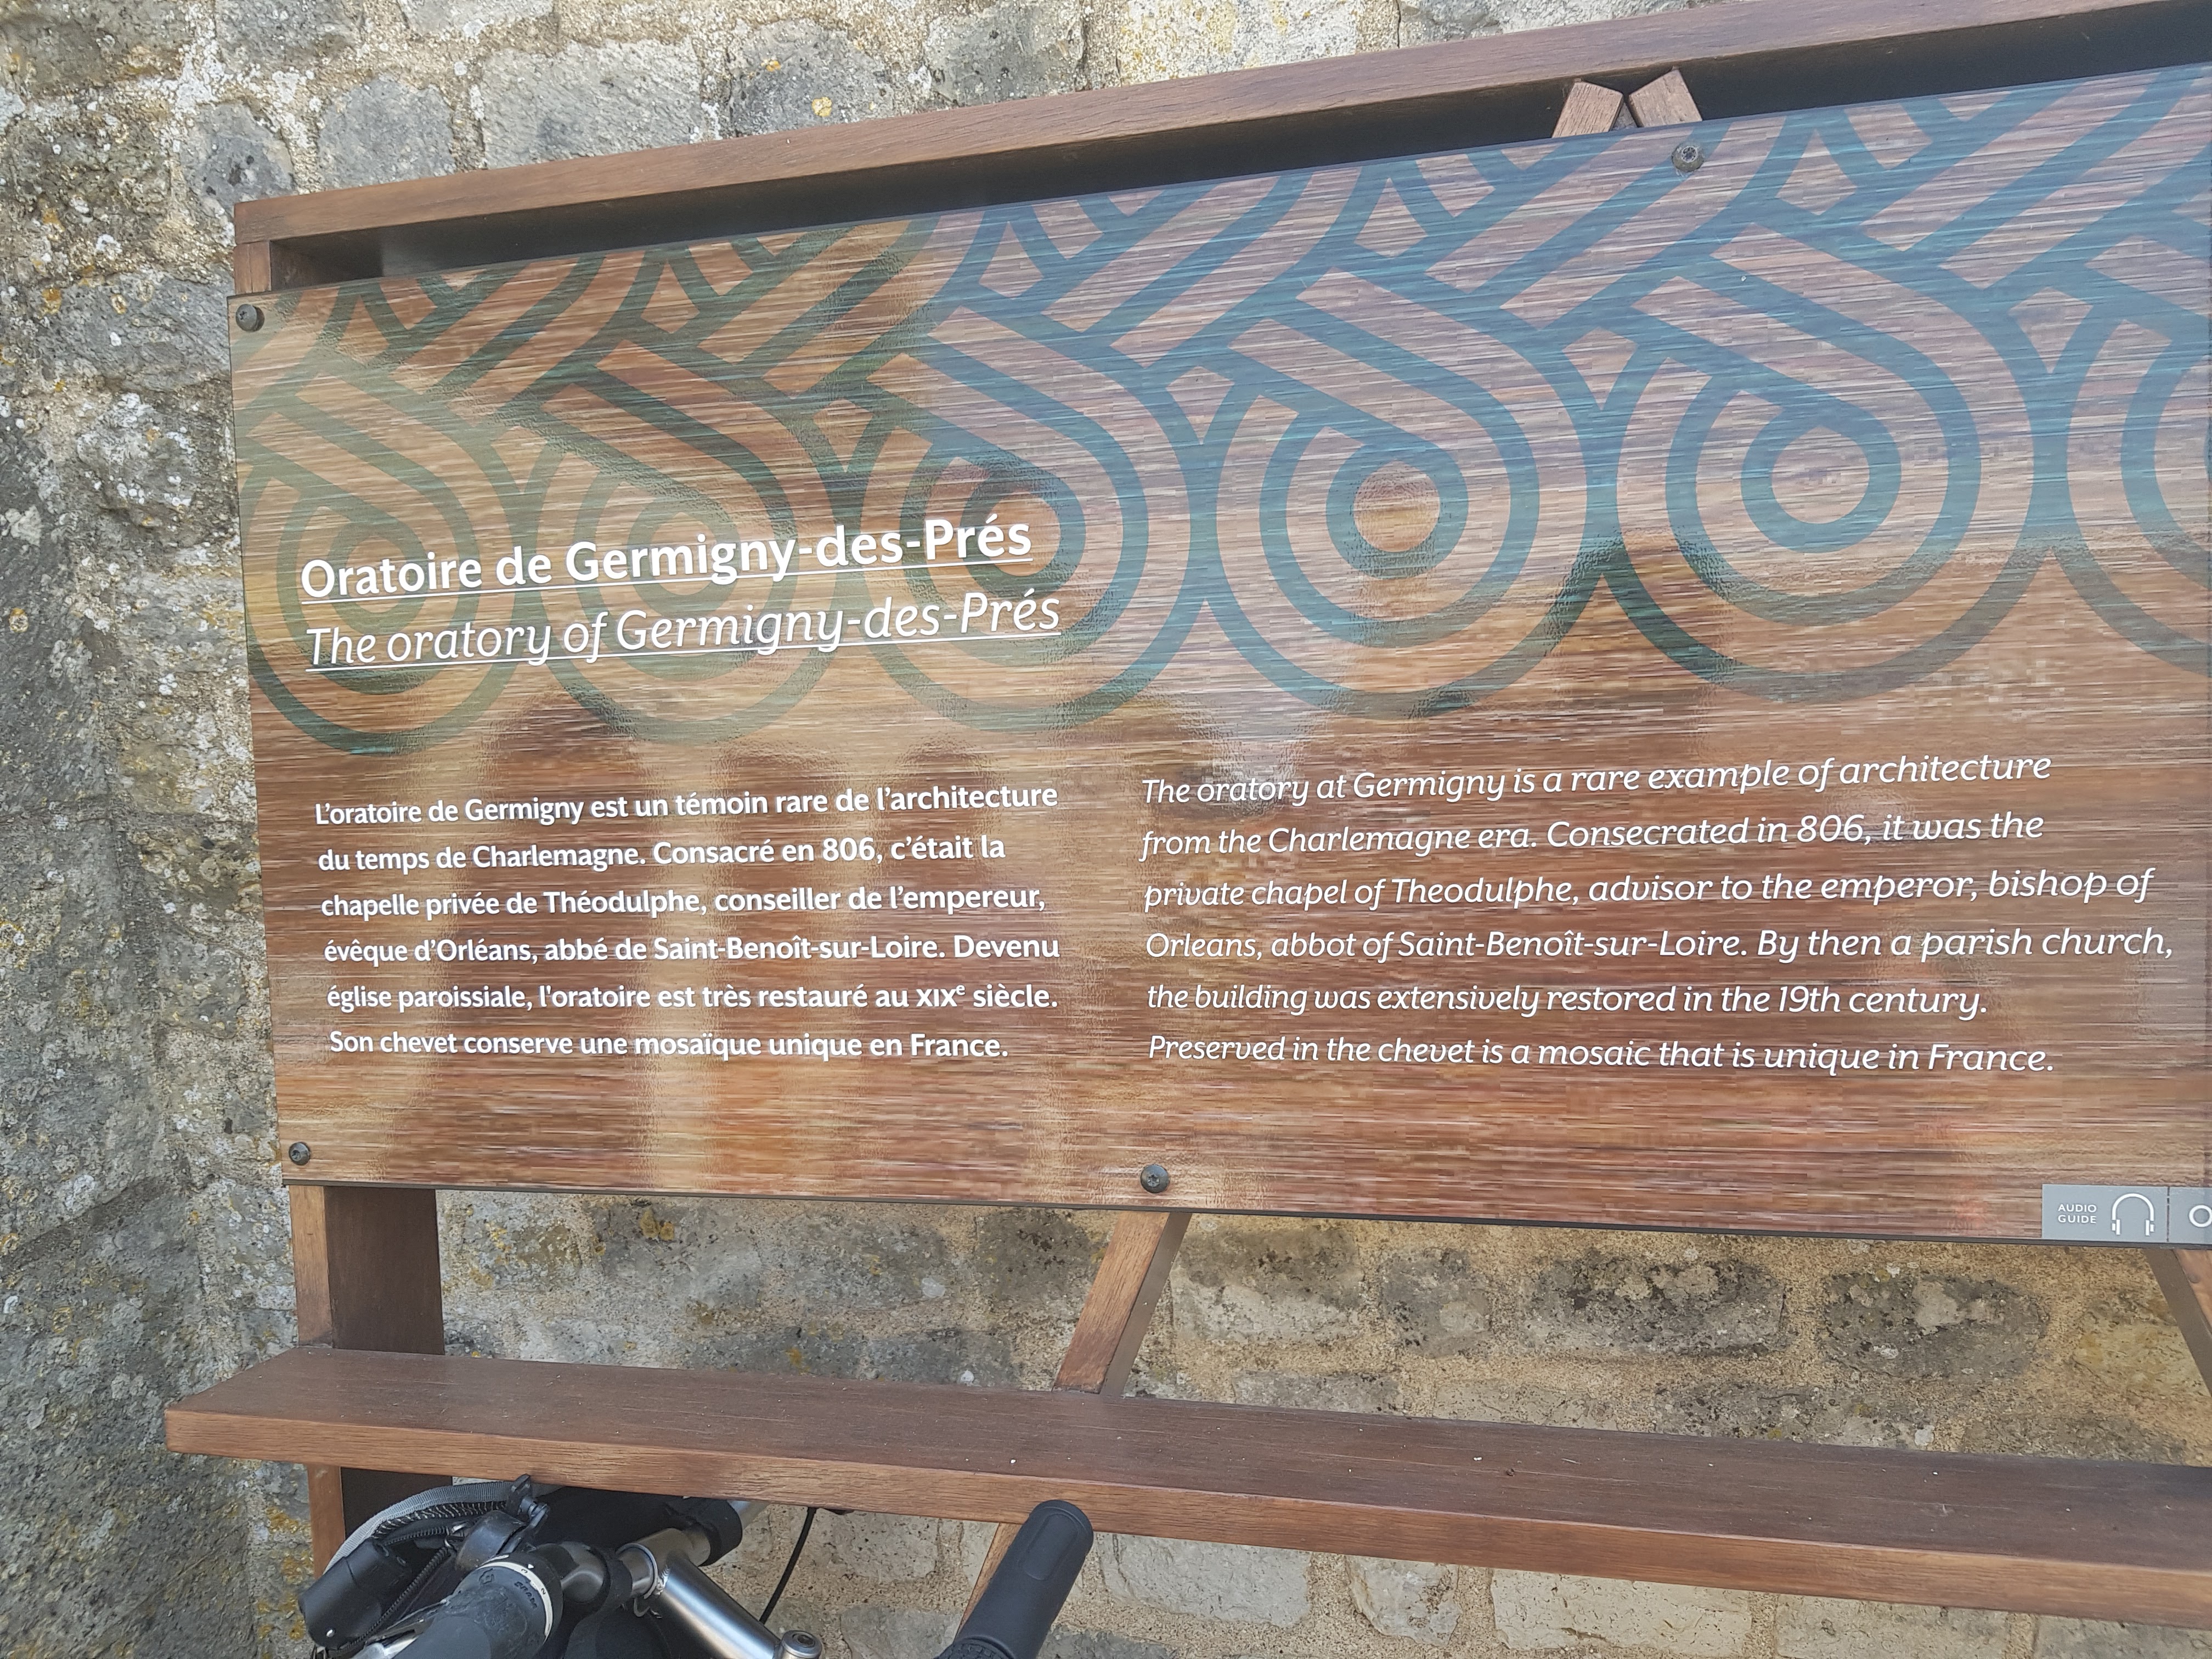 Oratoire de Germigny-des-Prés
The oratory of Germigny-des-Prés
L'oratoire de Germigny est un témoin rare de l'architecture
du temps de Charlemagne. Consacré en 806, c'était la
chapelle privée de Théodulphe, conseiller de l'empereur,
évêque d'Orléans, abbé de Saint-Benoît-sur-Loire. Devenu
église paroissiale, l'oratoire est très restauré au XIXe siècle.
Son chevet conserve une mosaïque unique en France.
The oratory at Germigny is a rare example of architecture
from the Charlemagne era. Consecrated in 806, it was the
private chapel of Theodulphe, advisor to the emperor, bishop of
Orleans, abbot of Saint-Benoît-sur-Loire. By then a parish church,
the building was extensively restored in the 19th century.
Preserved in the chevet is a mosaic that is unique in France.
AUDIO
GUIDE